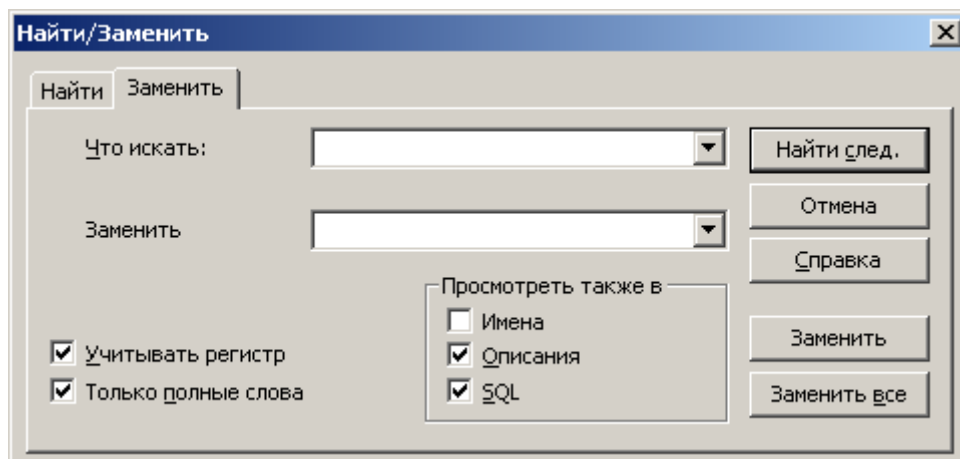 Найти/Заменить
Найти
Заменить
Что искать:
Найти след.
Отмена
Заменить
Справка
Просмотреть также в
Имена
Заменить
Учитывать регистр
Описания
Только полные слова
SQL
Заменить все